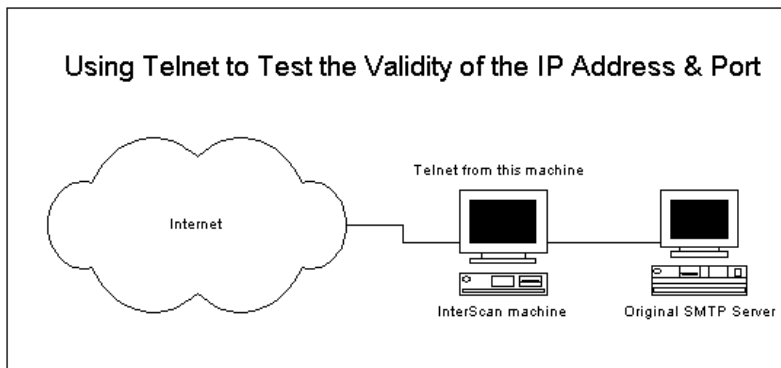 Using Telnet to Test the Validity of the IP Address & Port
Telnet from this machine
Internet
InterScan machine
Original SMTP Server